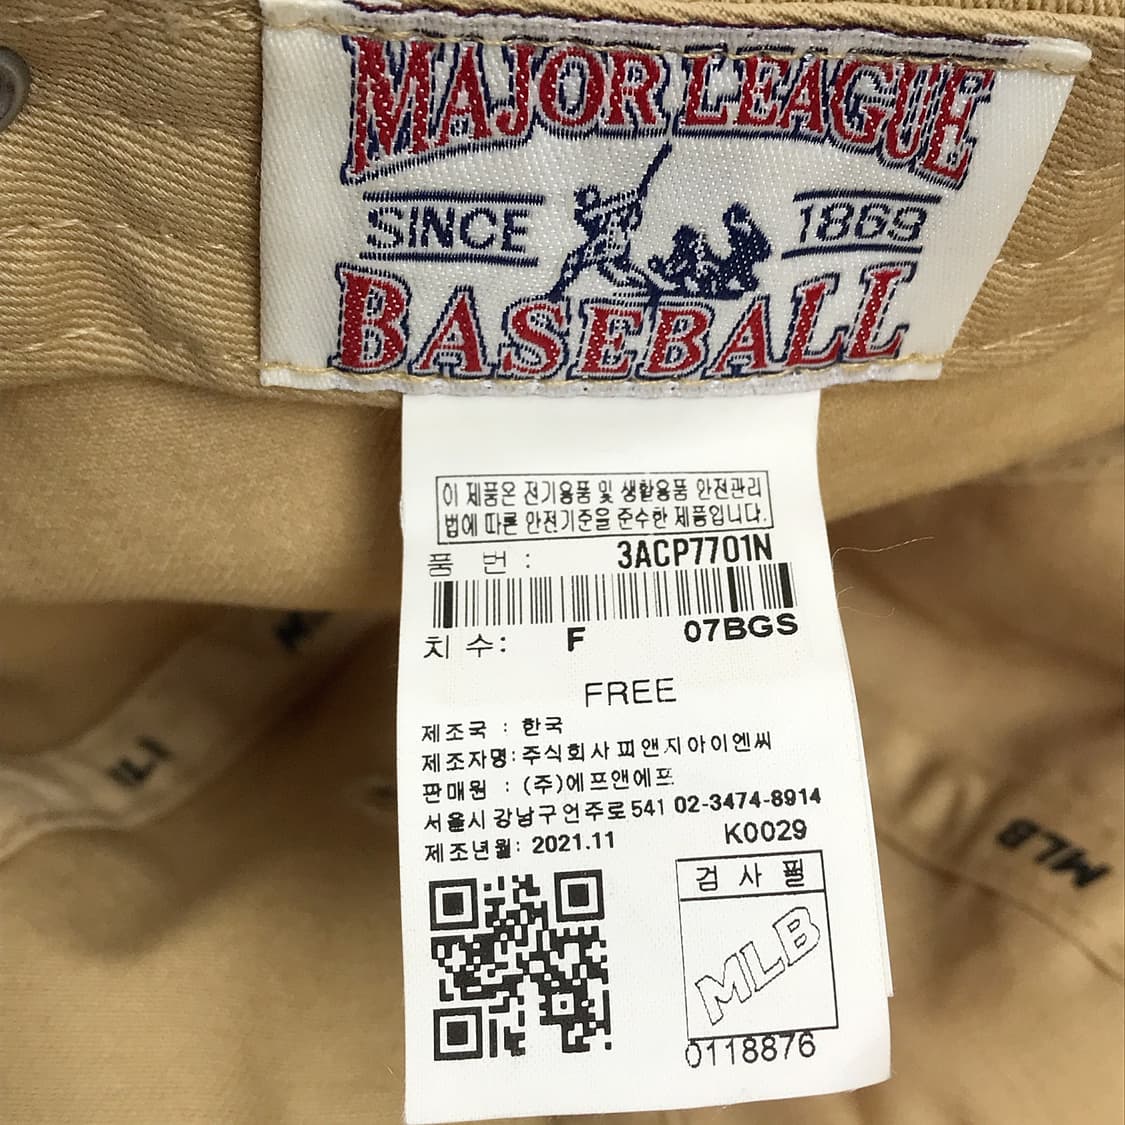 MAJOR LEAGUE
SINCE 1869
BASEBALL
이 제품은 전기용품 및 생활용품 안전관리
법에 따른 안전기준을 준수한 제품입니다.
품 번 : 3ACP7701N
치 수: F 07BGS
FREE
제조국 : 한국
제조자명: 주식회사 피앤지아이엔씨
판매원 : (주)에프앤에프
서울시 강남구 언주로 541 02-3474-8914
제조년월: 2021.11 K0029
검 사 필
MLB
0118876
MLB